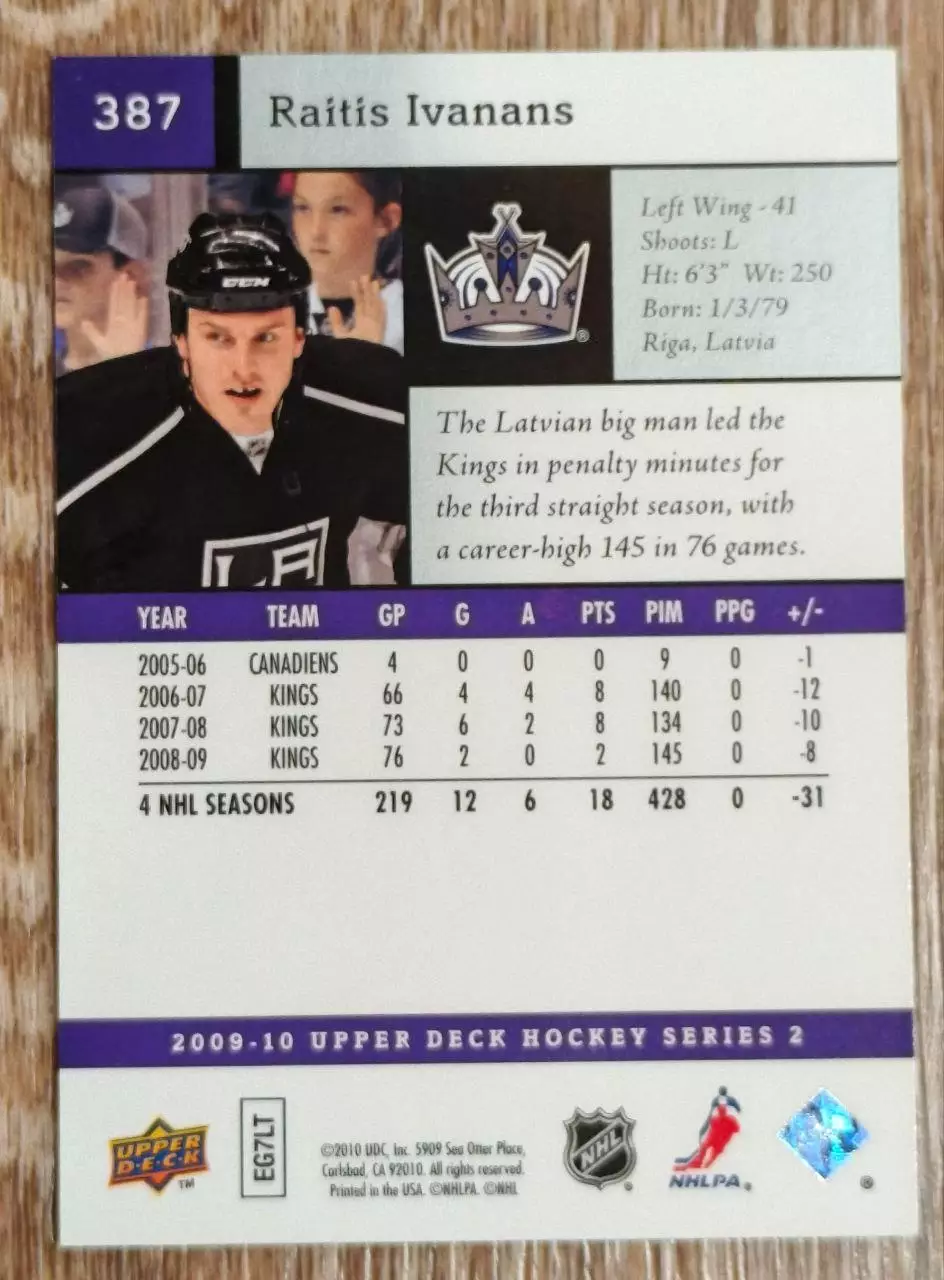 387
Raitis Ivanans
CCM
LA
Left Wing - 41
Shoots: L
Ht: 6'3" Wt: 250
Born: 1/3/79
Riga, Latvia
®
The Latvian big man led the
Kings in penalty minutes for
the third straight season, with
a career-high 145 in 76 games.
YEAR TEAM GP G A PTS PIM PPG +/-
2005-06 CANADIENS 4 0 0 0 9 0 -1
2006-07 KINGS 66 4 4 8 140 0 -12
2007-08 KINGS 73 6 2 8 134 0 -10
2008-09 KINGS 76 2 0 2 145 0 -8
4 NHL SEASONS 219 12 6 18 428 0 -31
2009-10 UPPER DECK HOCKEY SERIES 2
UPPER
D·E·C·K
TM
EG7LT
©2010 UDC, Inc. 5909 Sea Otter Place,
Carlsbad, CA 92010. All rights reserved.
Printed in the USA. ©NHLPA. ©NHL
NHL
®
NHLPA®
®